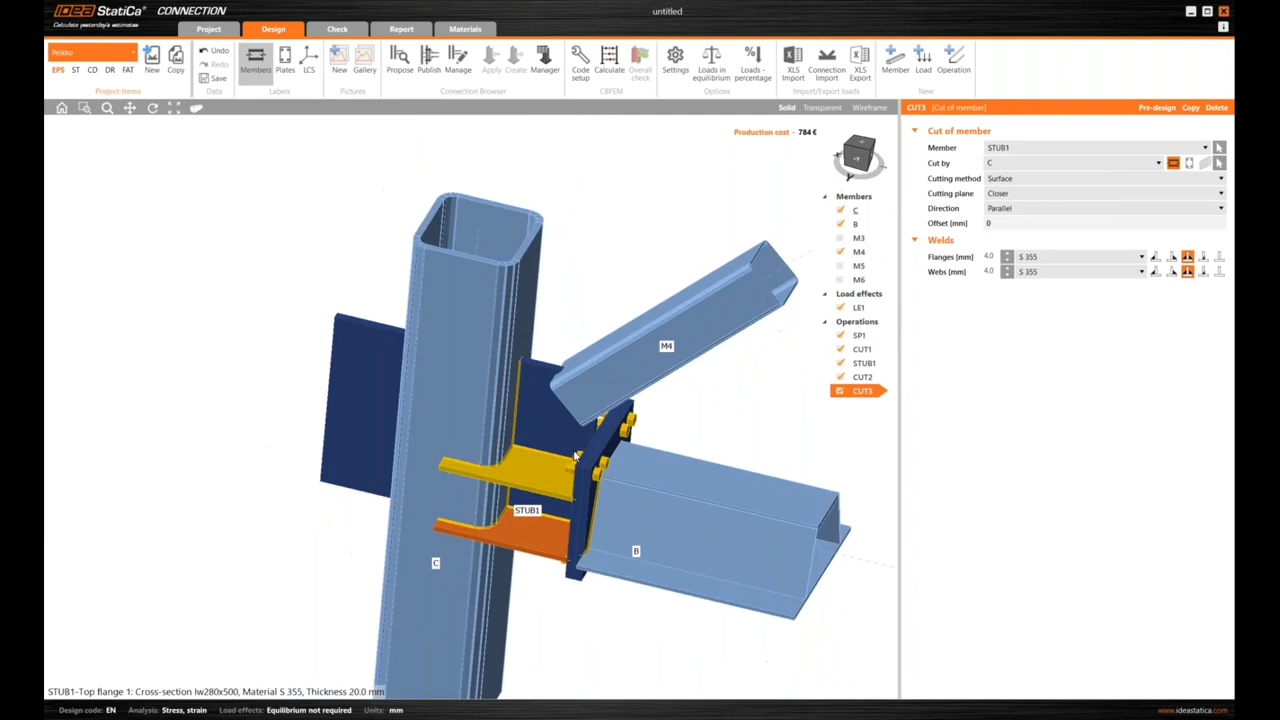 IDEA StatiCa® CONNECTION
Calculate yesterday's estimates
untitled
Project Design Check Report Materials
Peikko
EPS ST CD DR FAT
New Copy
Project Items
Undo
Redo
Save
Data
Members Plates LCS
Labels
New Gallery
Pictures
Propose Publish Manage Apply Create Manager
Connection Browser
Code setup Calculate Overall check
CBFEM
Settings Loads in equilibrium Loads - percentage
Options
XLS Import Connection Import XLS Export
Import/Export loads
Member Load Operation
New
Solid Transparent Wireframe
Production cost - 784 €
Members
C
B
M3
M4
M5
M6
Load effects
LE1
Operations
SP1
CUT1
STUB1
CUT2
CUT3
M4
STUB1
B
C
CUT3 [Cut of member] Pre-design Copy Delete
Cut of member
Member STUB1
Cut by C
Cutting method Surface
Cutting plane Closer
Direction Parallel
Offset [mm] 0
Welds
Flanges [mm] 4.0 S 355
Webs [mm] 4.0 S 355
STUB1-Top flange 1: Cross-section Iw280x500, Material S 355, Thickness 20.0 mm
Design code: EN Analysis: Stress, strain Load effects: Equilibrium not required Units: mm
www.ideastatica.com